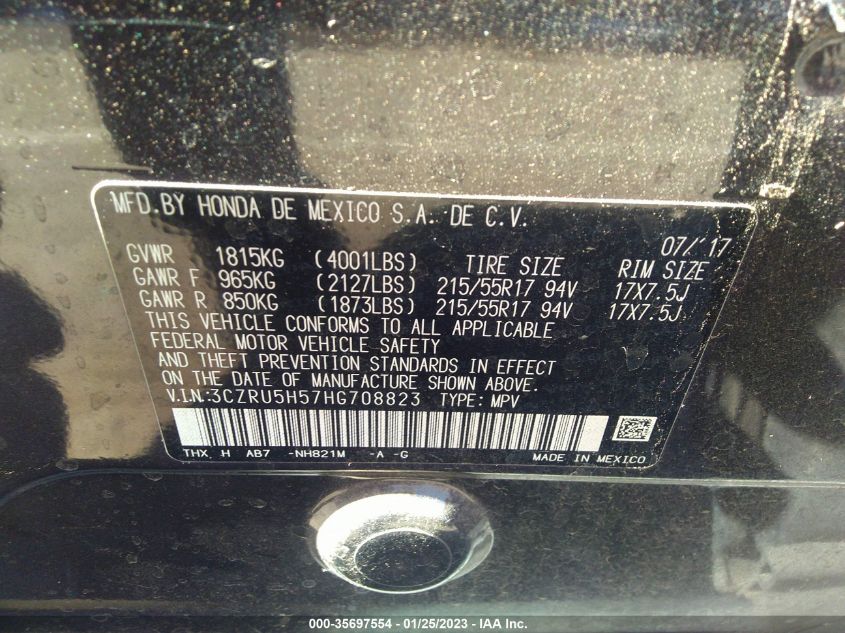 MFD.BY HONDA DE MEXICO S.A. DE C.V.
07/'17
GVWR 1815KG (4001LBS) TIRE SIZE RIM SIZE
GAWR F 965KG (2127LBS) 215/55R17 94V 17X7.5J
GAWR R 850KG (1873LBS) 215/55R17 94V 17X7.5J
THIS VEHICLE CONFORMS TO ALL APPLICABLE
FEDERAL MOTOR VEHICLE SAFETY
AND THEFT PREVENTION STANDARDS IN EFFECT
ON THE DATE OF MANUFACTURE SHOWN ABOVE.
V.I.N:3CZRU5H57HG708823 TYPE: MPV
THX H AB7 -NH821M -A -G MADE IN MEXICO
000-35697554 - 01/25/2023 - IAA Inc.